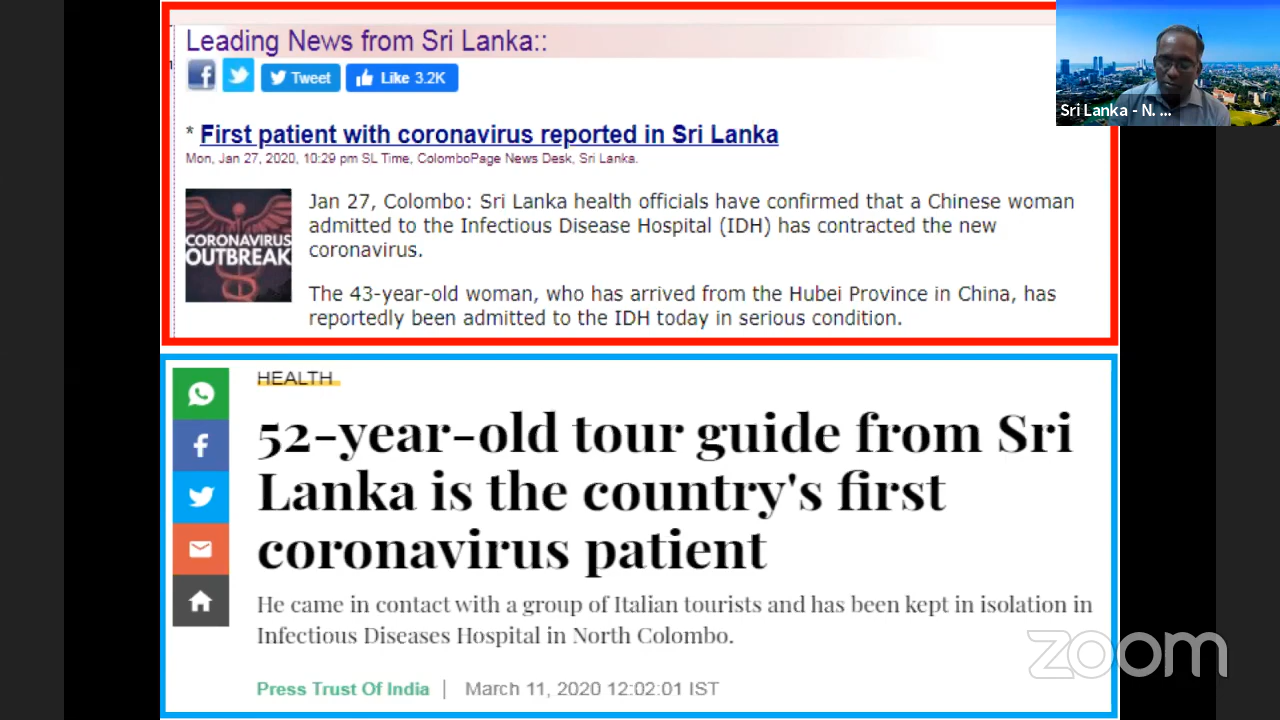 Leading News from Sri Lanka::
Tweet
Like 3.2K
* First patient with coronavirus reported in Sri Lanka
Mon, Jan 27, 2020, 10:29 pm SL Time, ColomboPage News Desk, Sri Lanka.
CORONAVIRUS
OUTBREAK
Jan 27, Colombo: Sri Lanka health officials have confirmed that a Chinese woman
admitted to the Infectious Disease Hospital (IDH) has contracted the new
coronavirus.
The 43-year-old woman, who has arrived from the Hubei Province in China, has
reportedly been admitted to the IDH today in serious condition.
Sri Lanka - N. ...
HEALTH
52-year-old tour guide from Sri
Lanka is the country's first
coronavirus patient
He came in contact with a group of Italian tourists and has been kept in isolation in
Infectious Diseases Hospital in North Colombo.
Press Trust Of India | March 11, 2020 12:02:01 IST
zoom